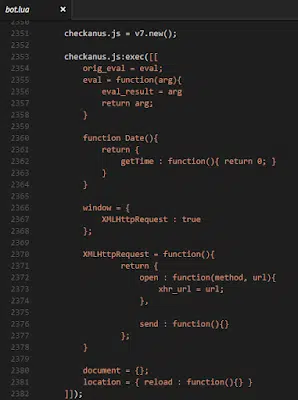 bot.lua ×
2350
2351 checkanus.js = v7.new();
2352
2353 checkanus.js:exec([[
2354 orig_eval = eval;
2355 eval = function(arg){
2356 eval_result = arg
2357 return arg;
2358 }
2359
2360 function Date(){
2361 return {
2362 getTime : function(){ return 0; }
2363 }
2364 }
2365
2366 window = {
2367 XMLHttpRequest : true
2368 };
2369
2370 XMLHttpRequest = function(){
2371 return {
2372 open : function(method, url){
2373 xhr_url = url;
2374 },
2375
2376 send : function(){}
2377 };
2378 }
2379
2380 document = {};
2381 location = { reload : function(){} }
2382 ]]);